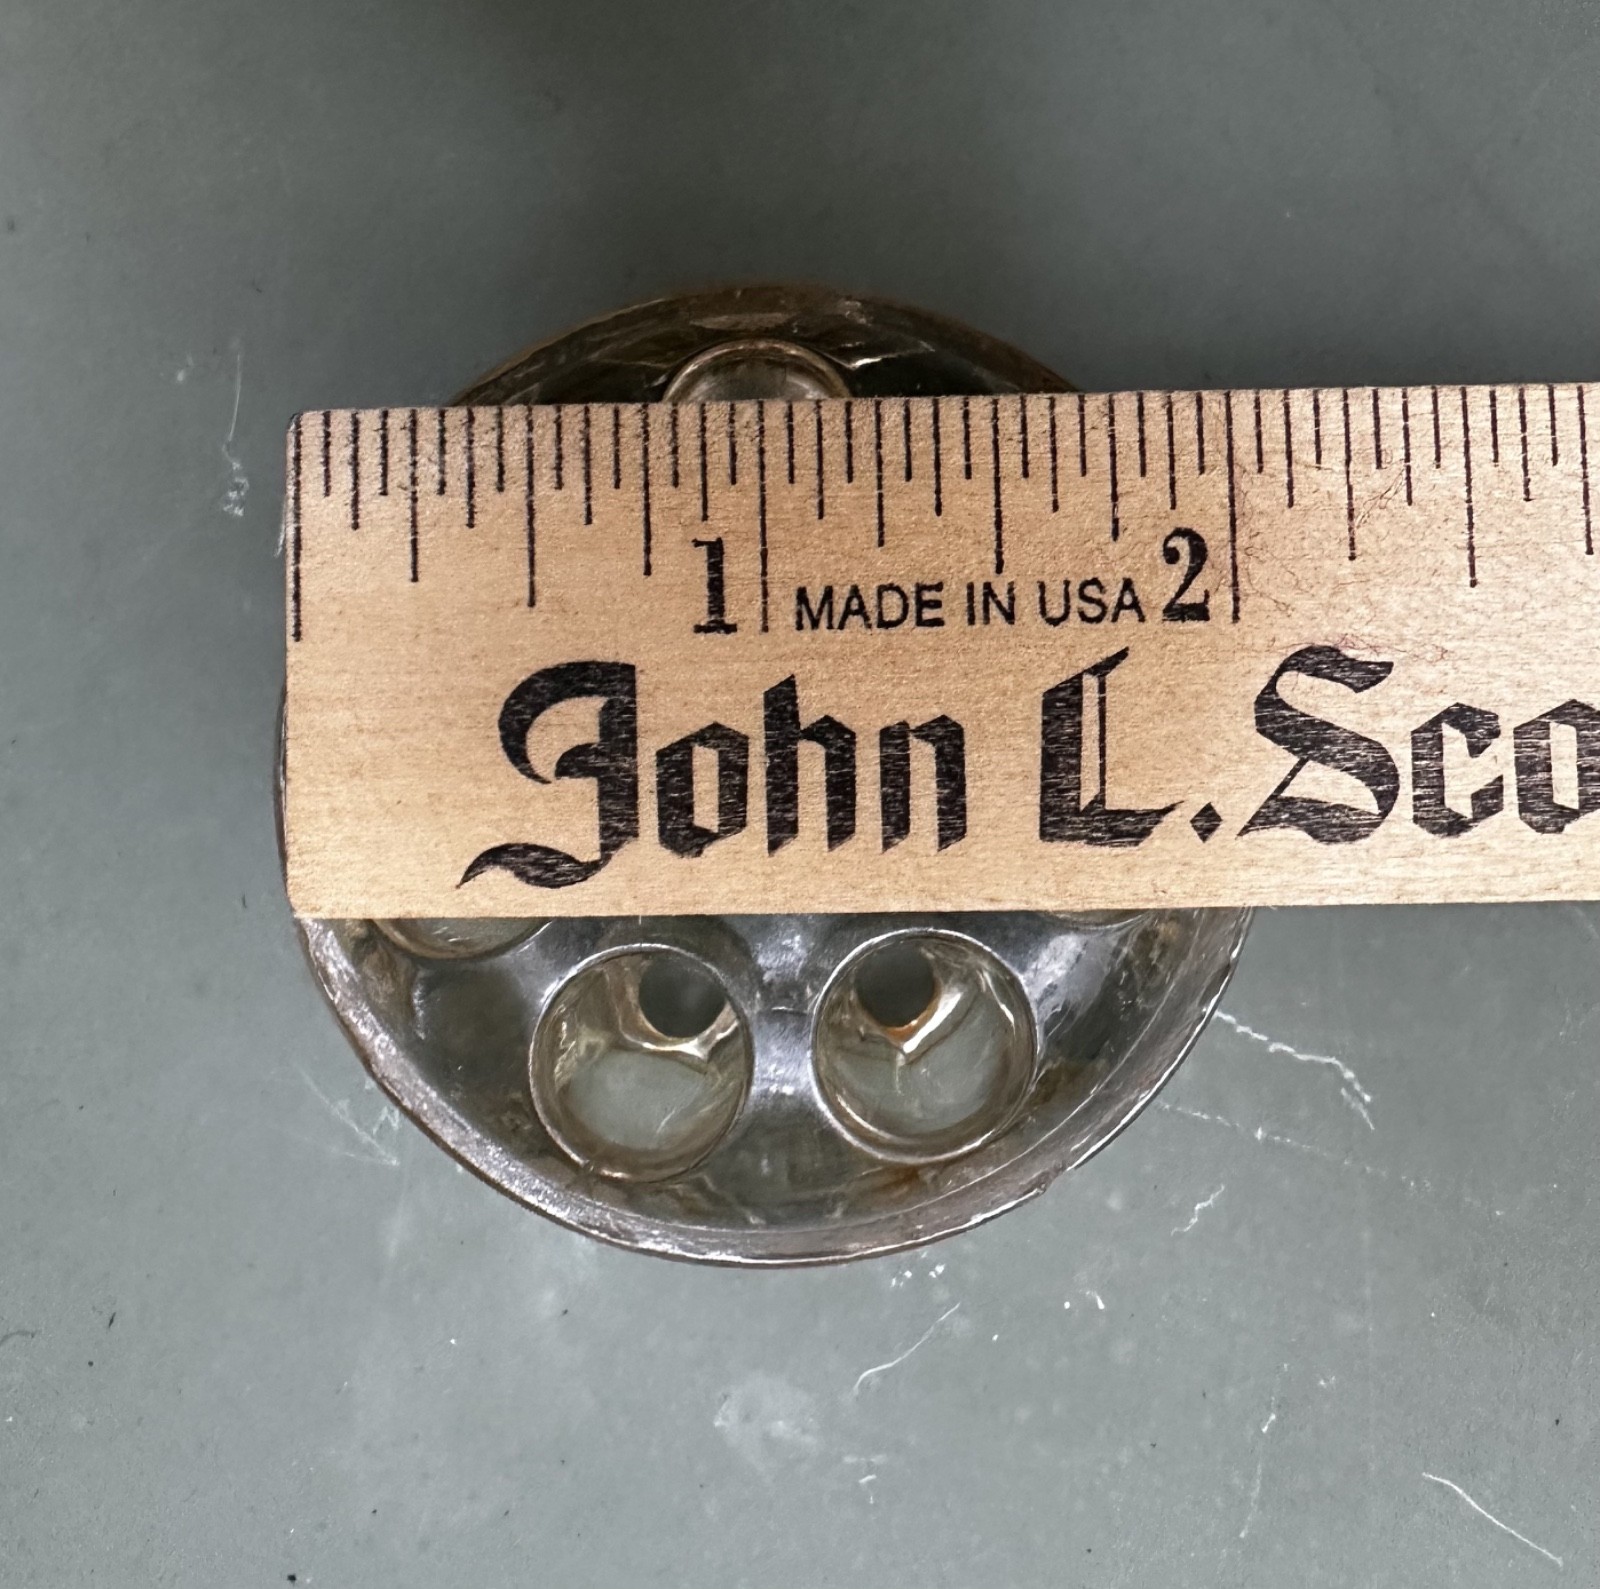 1 MADE IN USA 2
John L. Sco